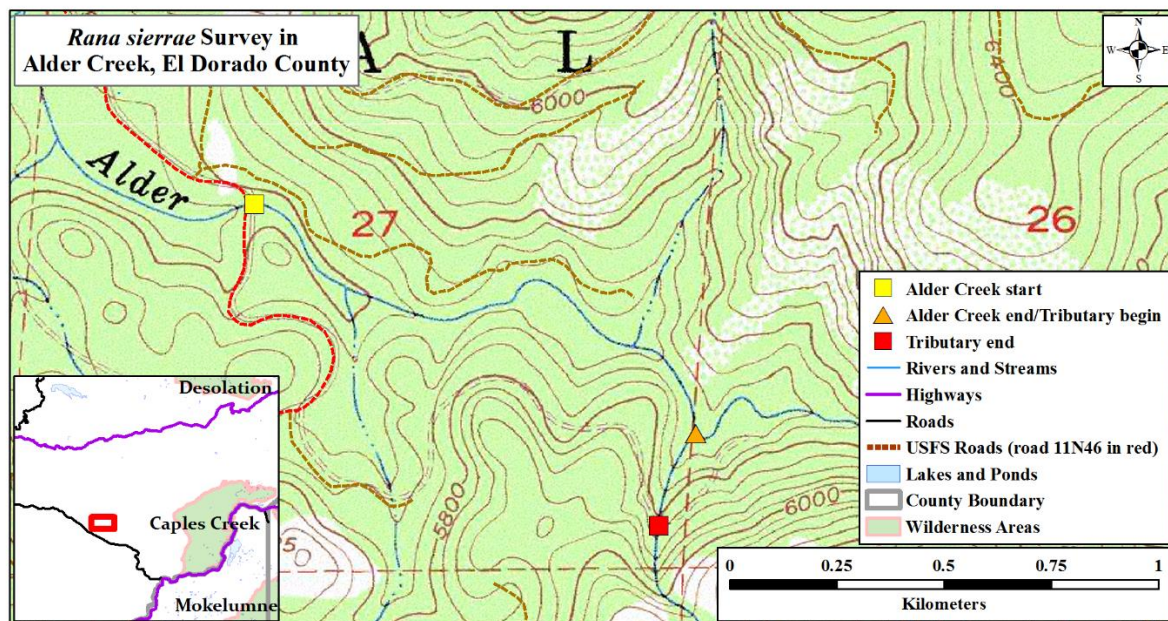 Rana sierrae Survey in
Alder Creek, El Dorado County
A L
N
W E
S
6000
6400
Alder
27
26
Alder Creek start
Alder Creek end/Tributary begin
Tributary end
Rivers and Streams
Highways
Roads
USFS Roads (road 11N46 in red)
Lakes and Ponds
County Boundary
Wilderness Areas
Desolation
Caples Creek
Mokelumne
5800
6000
0 0.25 0.5 0.75 1
Kilometers